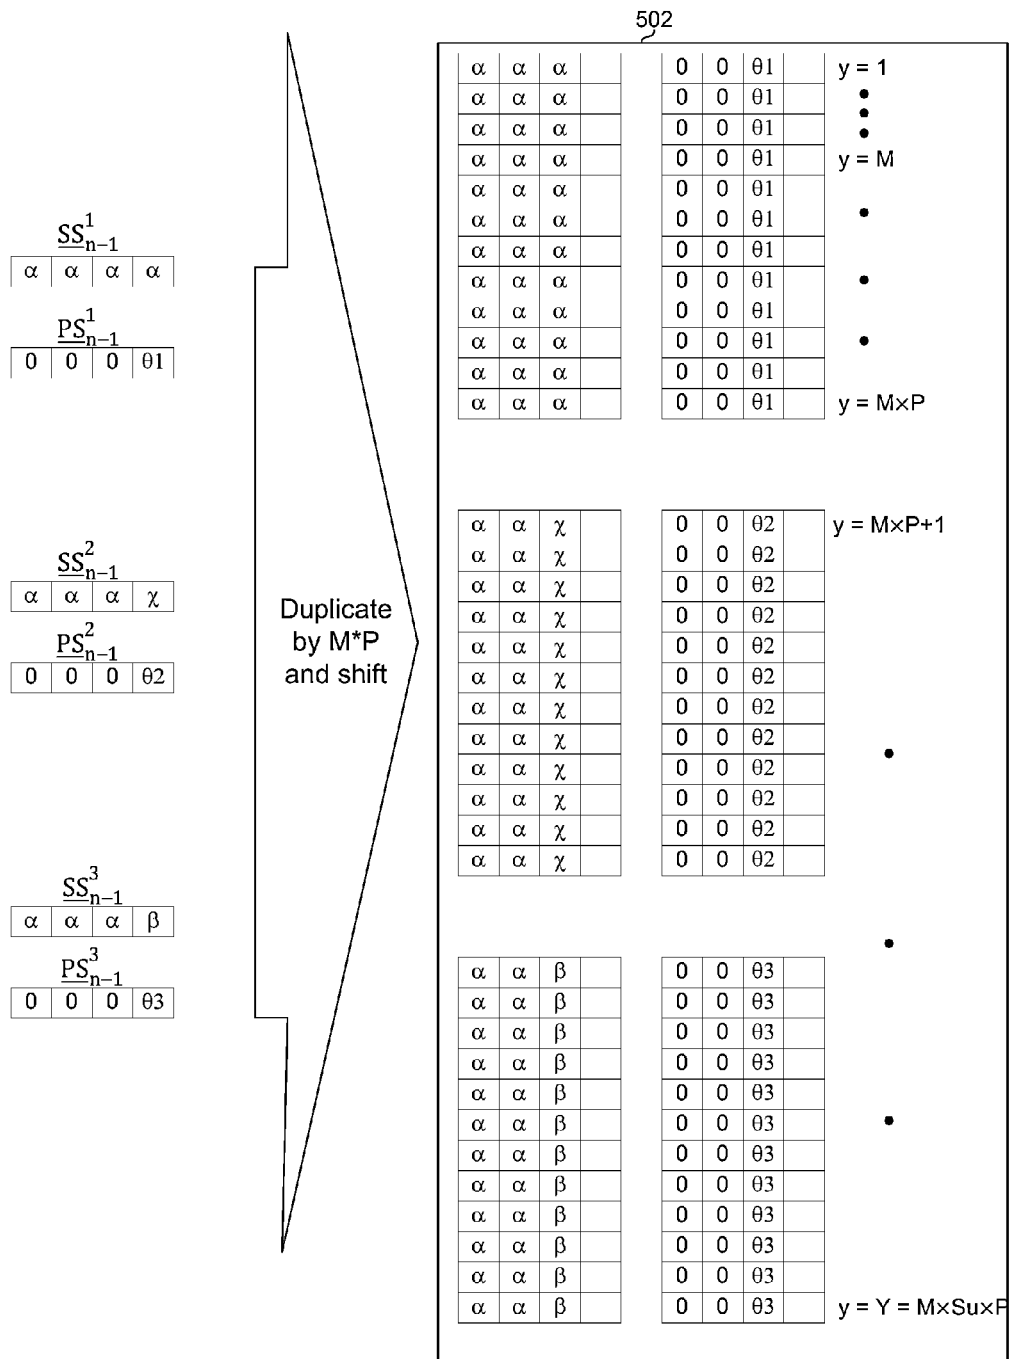 502
SS¹ₙ₋₁
α α α α
PS¹ₙ₋₁
0 0 0 θ1
SS²ₙ₋₁
α α α χ
PS²ₙ₋₁
0 0 0 θ2
SS³ₙ₋₁
α α α β
PS³ₙ₋₁
0 0 0 θ3
Duplicate
by M*P
and shift
α α α 0 0 θ1 y = 1
α α α 0 0 θ1
α α α 0 0 θ1
α α α 0 0 θ1 y = M
α α α 0 0 θ1
α α α 0 0 θ1
α α α 0 0 θ1
α α α 0 0 θ1
α α α 0 0 θ1
α α α 0 0 θ1
α α α 0 0 θ1
α α α 0 0 θ1 y = M×P
α α χ 0 0 θ2 y = M×P+1
α α χ 0 0 θ2
α α χ 0 0 θ2
α α χ 0 0 θ2
α α χ 0 0 θ2
α α χ 0 0 θ2
α α χ 0 0 θ2
α α χ 0 0 θ2
α α χ 0 0 θ2
α α χ 0 0 θ2
α α χ 0 0 θ2
α α χ 0 0 θ2
α α β 0 0 θ3
α α β 0 0 θ3
α α β 0 0 θ3
α α β 0 0 θ3
α α β 0 0 θ3
α α β 0 0 θ3
α α β 0 0 θ3
α α β 0 0 θ3
α α β 0 0 θ3
α α β 0 0 θ3
α α β 0 0 θ3
α α β 0 0 θ3 y = Y = M×Su×P